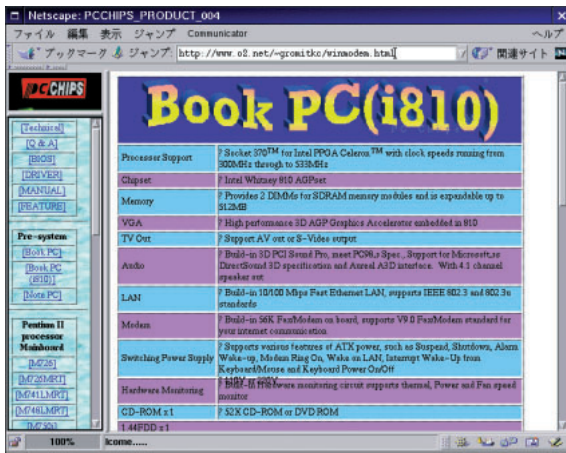 Netscape: PCCHIPS_PRODUCT_004
ファイル 編集 表示 ジャンプ Communicator ヘルプ
ブックマーク ジャンプ: http://www.o2.net/~gromitkc/winmodem.html 関連サイト
PC CHIPS
[Technical]
[Q & A]
[BIOS]
[DRIVER]
[MANUAL]
[FEATURE]
Pre-system
[Book PC]
[Book PC
(i810)]
[Note PC]
Pentium II
processor
Mainboard
[M726]
[M726MRT]
[M741LMRT]
[M746LMRT]
[M750]
Book PC(i810)
Processor Support
? Socket 370TM for Intel PPGA Celeron TM with clock speeds running from
300MHz through to 533MHz
Chipset
? Intel Whitney 810 AGPset
Memory
? Provides 2 DIMMs for SDRAM memory modules and is expandable up to
512MB
VGA
? High performance 3D AGP Graphics Accelerator embedded in 810
TV Out
? Support AV out or S-Video output
Audio
? Build-in 3D PCI Sound Pro, meet PC98,s Spec., Support for Microsoft,s
DirectSound 3D specification and Aureal A3D interface. With 4.1 channel
speaker out
LAN
? Build-in 10/100 Mbps Fast Ethernet LAN, supports IEEE 802.3 and 802.3u
standards
Modem
? Build-in 56K Fax/Modem on board, supports V9.0 Fax/Modem standard for
your internet communication.
Switching Power Supply
? Supports various features of ATX power, such as Suspend, Shutdown, Alarm
Wake-up, Modem Ring On, Wake on LAN, Interrupt Wake-Up from
Keyboard/Mouse and Keyboard Power On/Off
Hardware Monitoring
? Build-in Hardware monitoring circuit supports thermal, Power and Fan speed
monitor
CD-ROM x1
? 52X CD-ROM or DVD ROM
1.44FDD x1
100%
lcome.....